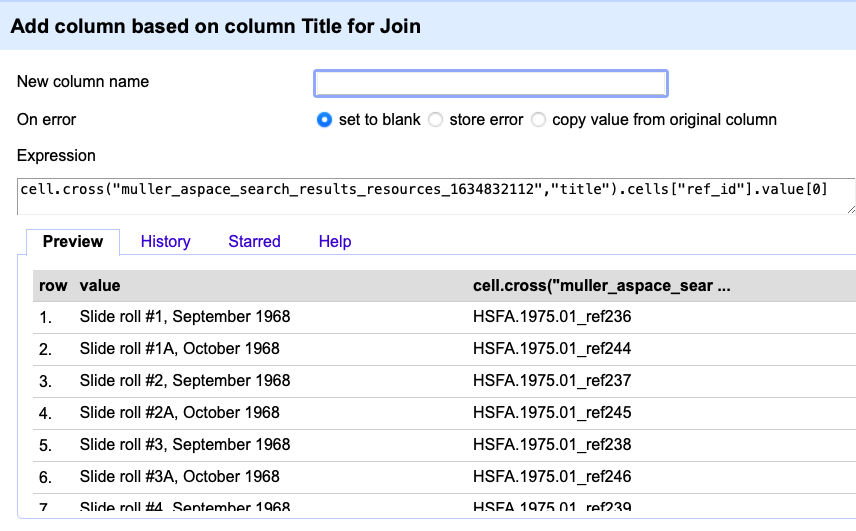 Add column based on column Title for Join
New column name
On error set to blank store error copy value from original column
Expression
cell.cross("muller_aspace_search_results_resources_1634832112","title").cells["ref_id"].value[0]
Preview History Starred Help
row value cell.cross("muller_aspace_sear ...
1. Slide roll #1, September 1968 HSFA.1975.01_ref236
2. Slide roll #1A, October 1968 HSFA.1975.01_ref244
3. Slide roll #2, September 1968 HSFA.1975.01_ref237
4. Slide roll #2A, October 1968 HSFA.1975.01_ref245
5. Slide roll #3, September 1968 HSFA.1975.01_ref238
6. Slide roll #3A, October 1968 HSFA.1975.01_ref246
7. Slide roll #4, September 1968 HSFA.1975.01_ref239